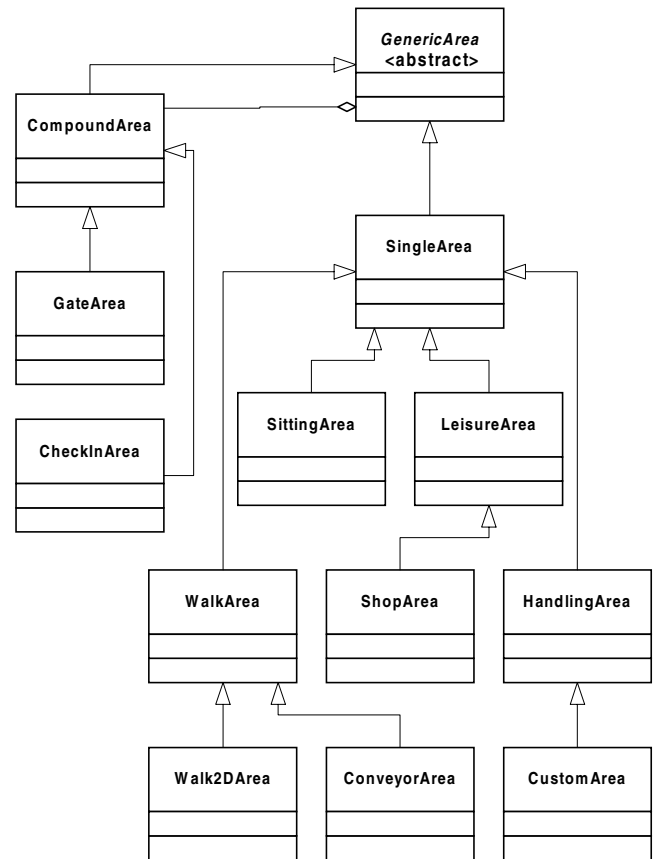 GenericArea
<abstract>
CompoundArea
SingleArea
GateArea
SittingArea
LeisureArea
CheckInArea
WalkArea
ShopArea
HandlingArea
Walk2DArea
ConveyorArea
CustomArea